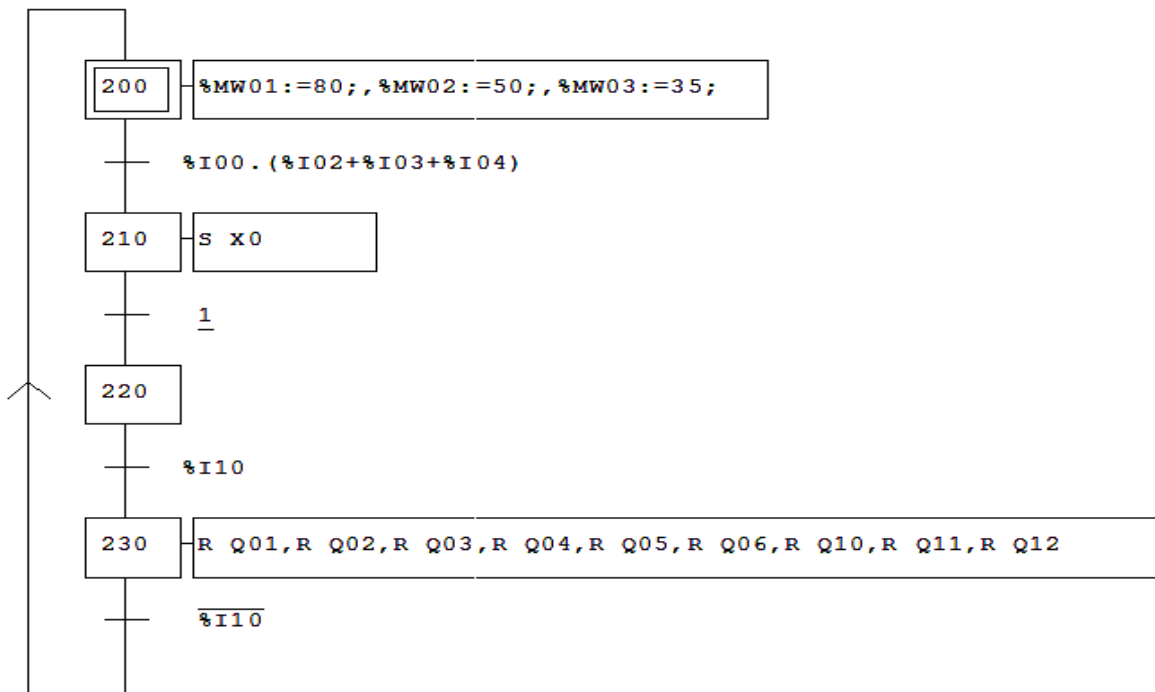 200 %MW01:=80;,%MW02:=50;,%MW03:=35;
%I00.(%I02+%I03+%I04)
210 S X0
1
220
%I10
230 R Q01,R Q02,R Q03,R Q04,R Q05,R Q06,R Q10,R Q11,R Q12
%I10